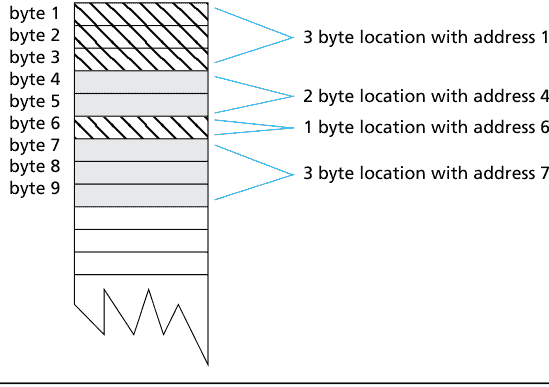 byte 1
byte 2
byte 3
byte 4
byte 5
byte 6
byte 7
byte 8
byte 9
3 byte location with address 1
2 byte location with address 4
1 byte location with address 6
3 byte location with address 7